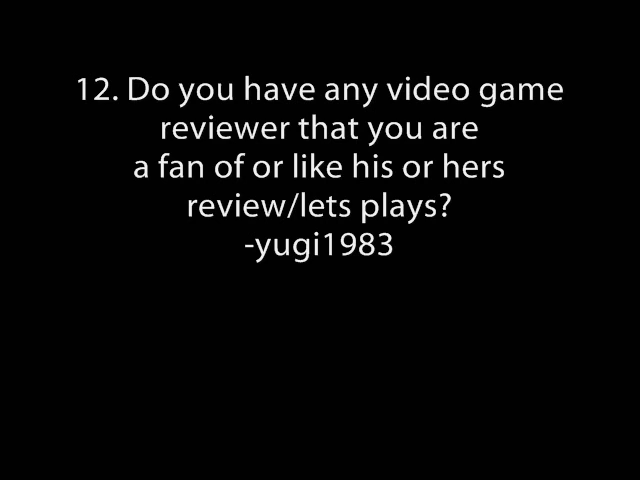 12. Do you have any video game
reviewer that you are
a fan of or like his or hers
review/lets plays?
-yugi1983